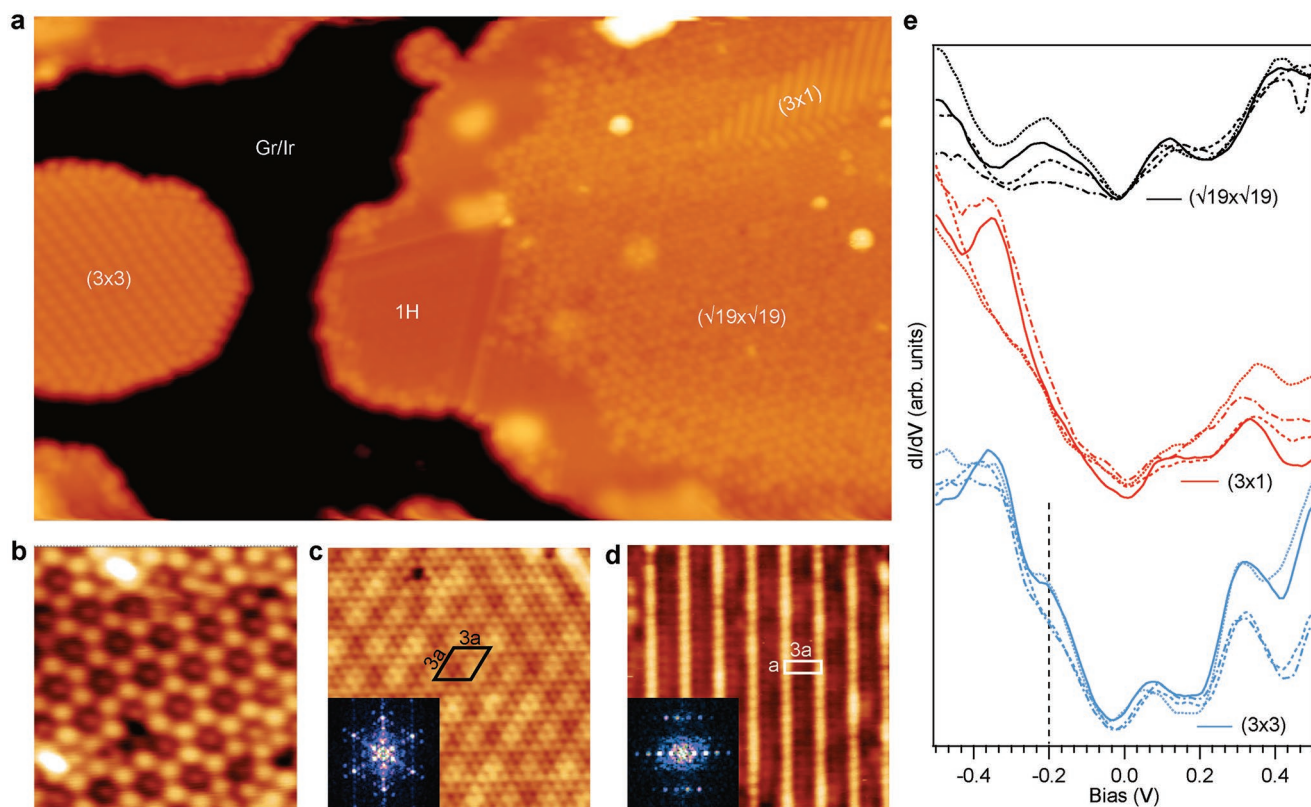 a
Gr/Ir
(3x1)
(3x3)
1H
(√19x√19)
b
c
3a
3a
d
3a
a
e
dI/dV (arb. units)
(√19x√19)
(3x1)
(3x3)
-0.4
-0.2
0.0
0.2
0.4
Bias (V)